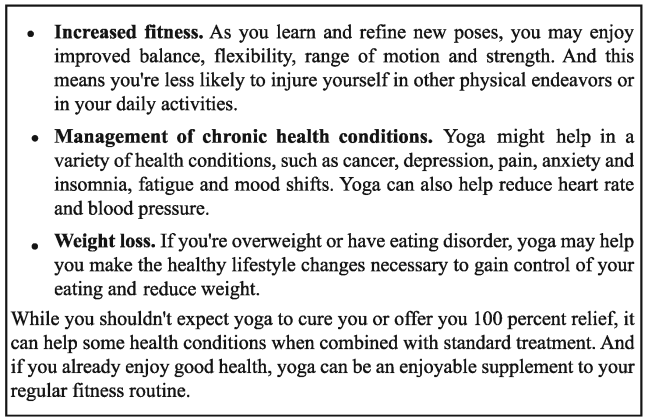 • Increased fitness. As you learn and refine new poses, you may enjoy
improved balance, flexibility, range of motion and strength. And this
means you're less likely to injure yourself in other physical endeavors or
in your daily activities.
• Management of chronic health conditions. Yoga might help in a
variety of health conditions, such as cancer, depression, pain, anxiety and
insomnia, fatigue and mood shifts. Yoga can also help reduce heart rate
and blood pressure.
• Weight loss. If you're overweight or have eating disorder, yoga may help
you make the healthy lifestyle changes necessary to gain control of your
eating and reduce weight.
While you shouldn't expect yoga to cure you or offer you 100 percent relief, it
can help some health conditions when combined with standard treatment. And
if you already enjoy good health, yoga can be an enjoyable supplement to your
regular fitness routine.